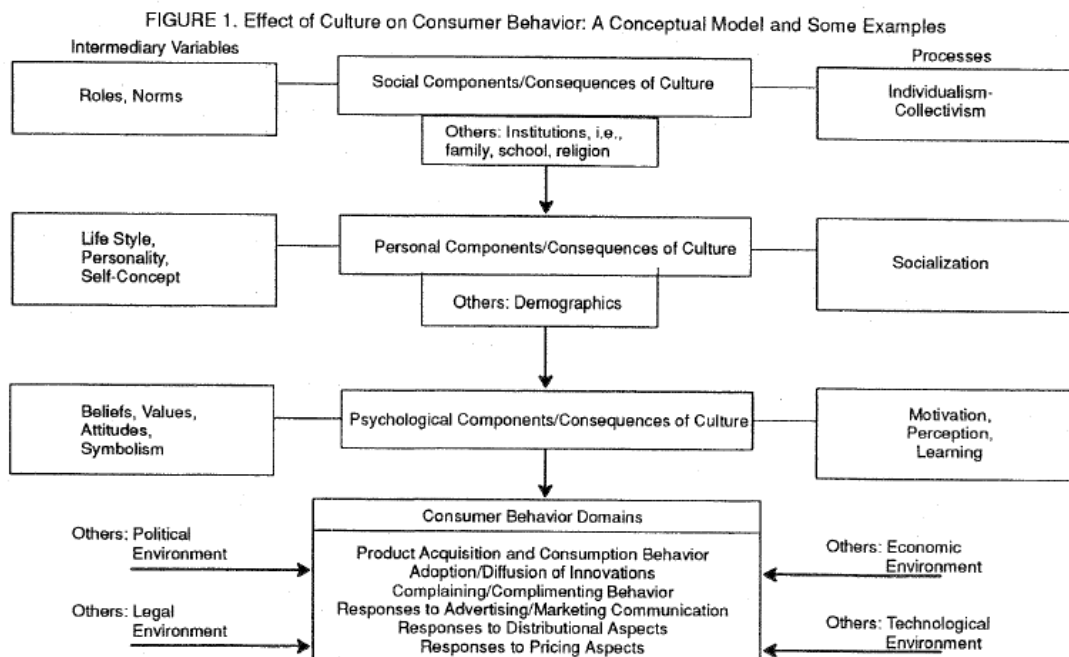 FIGURE 1. Effect of Culture on Consumer Behavior: A Conceptual Model and Some Examples
Intermediary Variables
Processes
Roles, Norms
Social Components/Consequences of Culture
Individualism-
Collectivism
Others: Institutions, i.e.,
family, school, religion
Life Style,
Personality,
Self-Concept
Personal Components/Consequences of Culture
Socialization
Others: Demographics
Beliefs, Values,
Attitudes,
Symbolism
Psychological Components/Consequences of Culture
Motivation,
Perception,
Learning
Consumer Behavior Domains
Others: Political
Environment
Product Acquisition and Consumption Behavior
Adoption/Diffusion of Innovations
Complaining/Complimenting Behavior
Responses to Advertising/Marketing Communication
Responses to Distributional Aspects
Responses to Pricing Aspects
Others: Economic
Environment
Others: Legal
Environment
Others: Technological
Environment